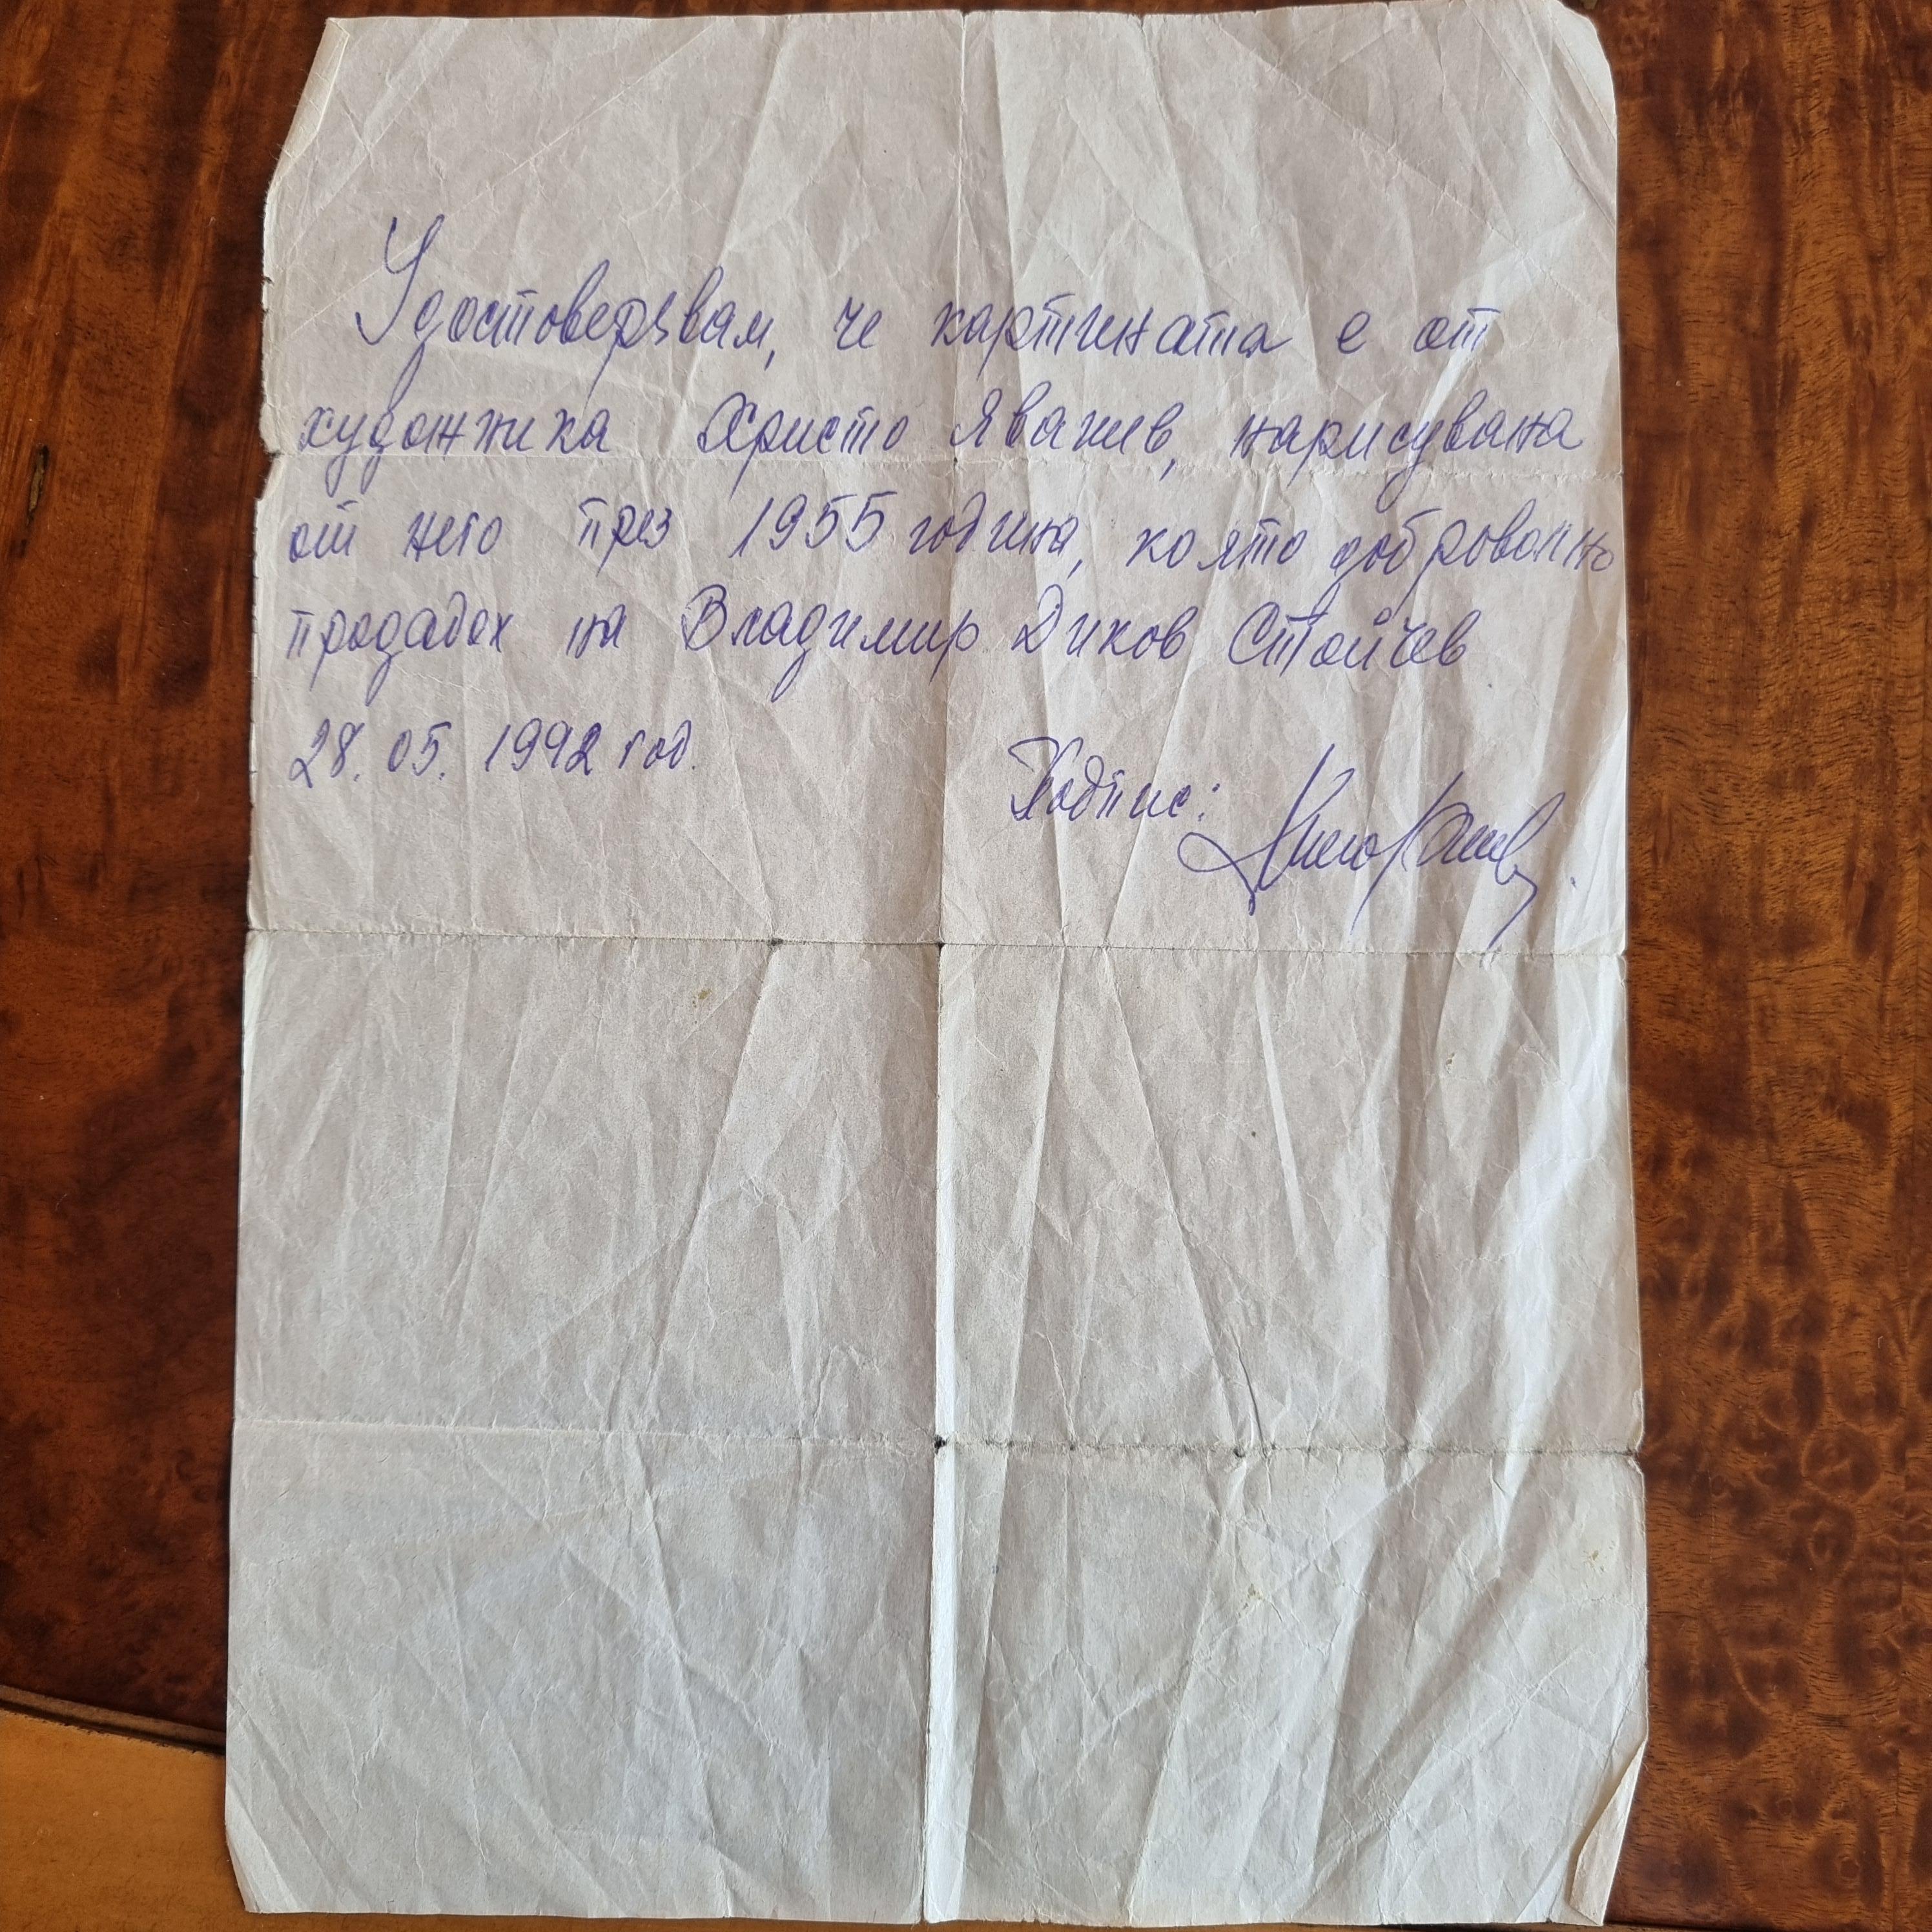 Удостоверявам, че картината е от
художника Христо Явашев, нарисувана
от него през 1955 година, която доброволно
продадох на Владимир Диков Стойчев
28.05.1992 год.
Подпис: